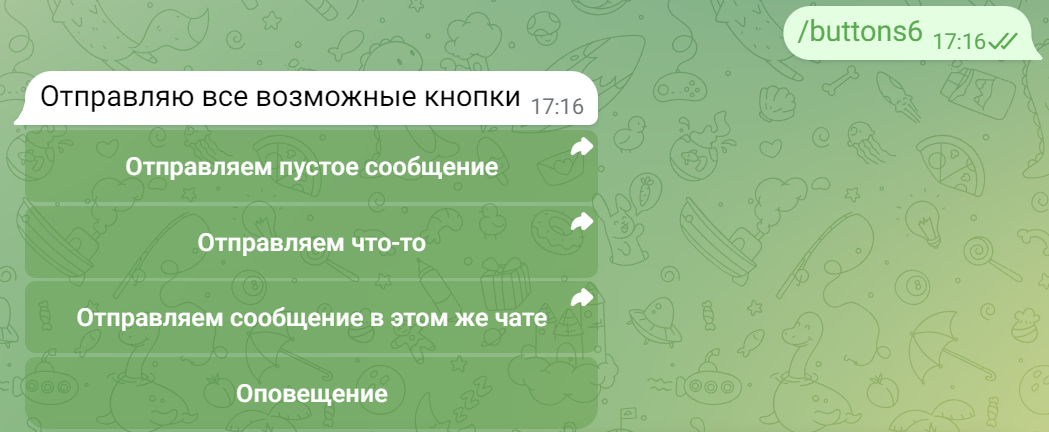 /buttons6 17:16
Отправляю все возможные кнопки 17:16
Отправляем пустое сообщение
Отправляем что-то
Отправляем сообщение в этом же чате
Оповещение